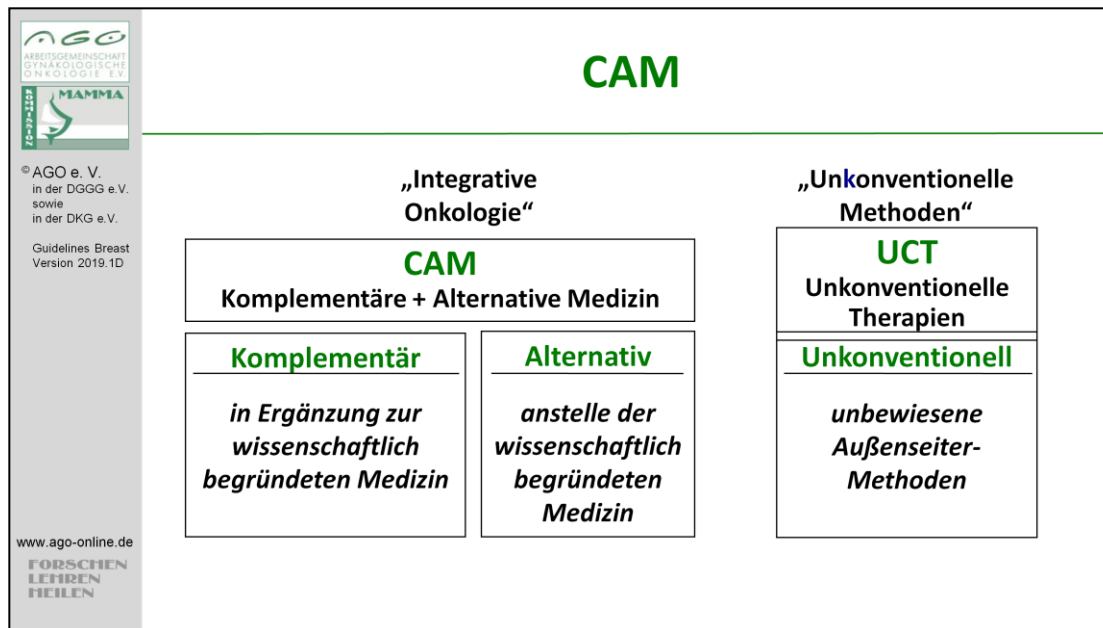 AGO
ARBEITSGEMEINSCHAFT
GYNÄKOLOGISCHE
ONKOLOGIE E.V.
KOMMISSION
MAMMA
© AGO e. V.
in der DGGG e.V.
sowie
in der DKG e.V.
Guidelines Breast
Version 2019.1D
www.ago-online.de
FORSCHEN
LEHREN
HEILEN
CAM
„Integrative
Onkologie“
CAM
Komplementäre + Alternative Medizin
Komplementär
in Ergänzung zur
wissenschaftlich
begründeten Medizin
Alternativ
anstelle der
wissenschaftlich
begründeten
Medizin
„Unkonventionelle
Methoden“
UCT
Unkonventionelle
Therapien
Unkonventionell
unbewiesene
Außenseiter-
Methoden